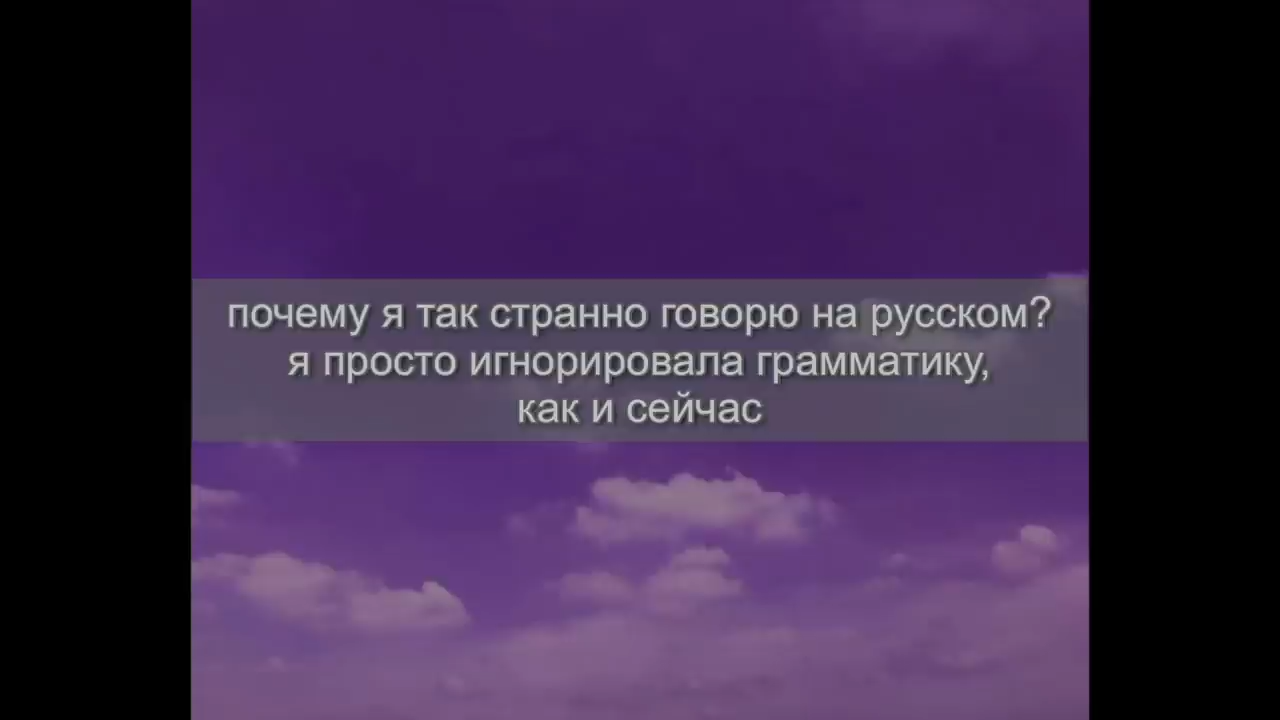 почему я так странно говорю на русском?
я просто игнорировала грамматику,
как и сейчас